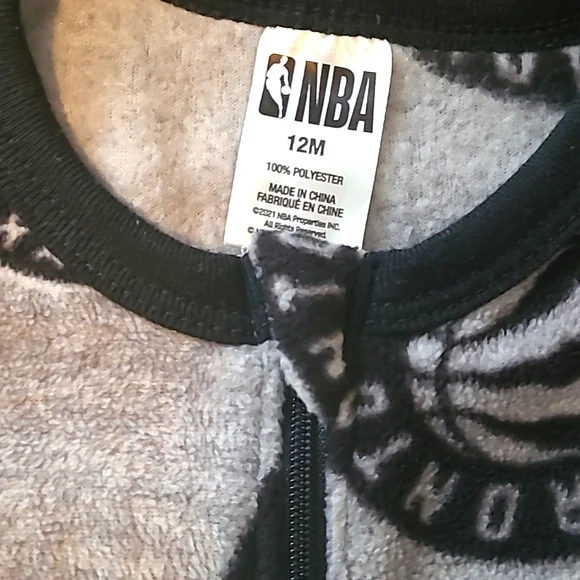 NBA
12M
100% POLYESTER
MADE IN CHINA
FABRIQUÉ EN CHINE
©2021 NBA Properties INC.
All Rights Reserved.